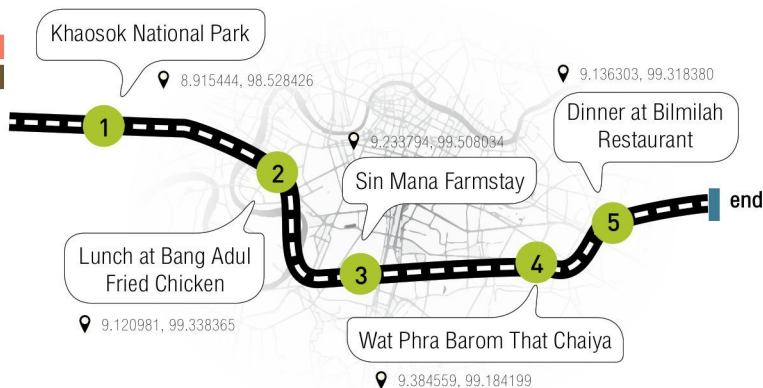 Khaosok National Park
8.915444, 98.528426
1
2
Lunch at Bang Adul
Fried Chicken
9.120981, 99.338365
9.233794, 99.508034
Sin Mana Farmstay
3
4
Wat Phra Barom That Chaiya
9.384559, 99.184199
9.136303, 99.318380
Dinner at Bilmilah
Restaurant
5
end